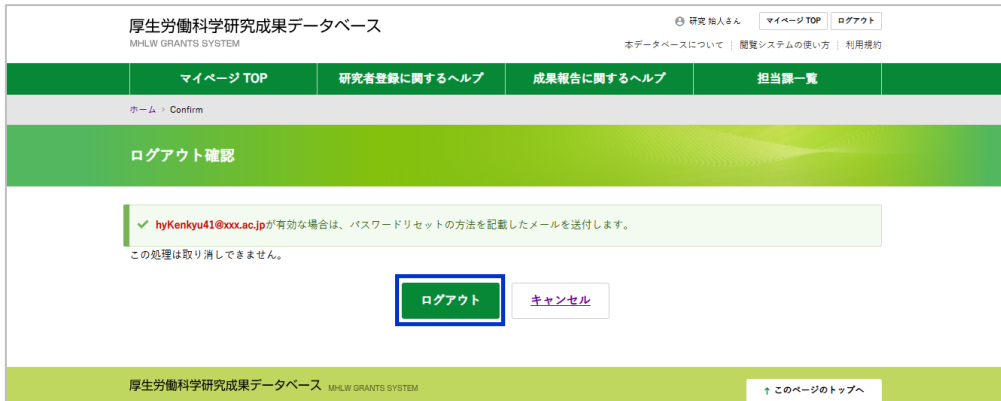 厚生労働科学研究成果データベース
MHLW GRANTS SYSTEM
研究 始人さん マイページ TOP ログアウト
本データベースについて 閲覧システムの使い方 利用規約
マイページ TOP 研究者登録に関するヘルプ 成果報告に関するヘルプ 担当課一覧
ホーム › Confirm
ログアウト確認
✓ hyKenkyu41@xxx.ac.jpが有効な場合は、パスワードリセットの方法を記載したメールを送付します。
この処理は取り消しできません。
ログアウト キャンセル
厚生労働科学研究成果データベース MHLW GRANTS SYSTEM
↑ このページのトップへ